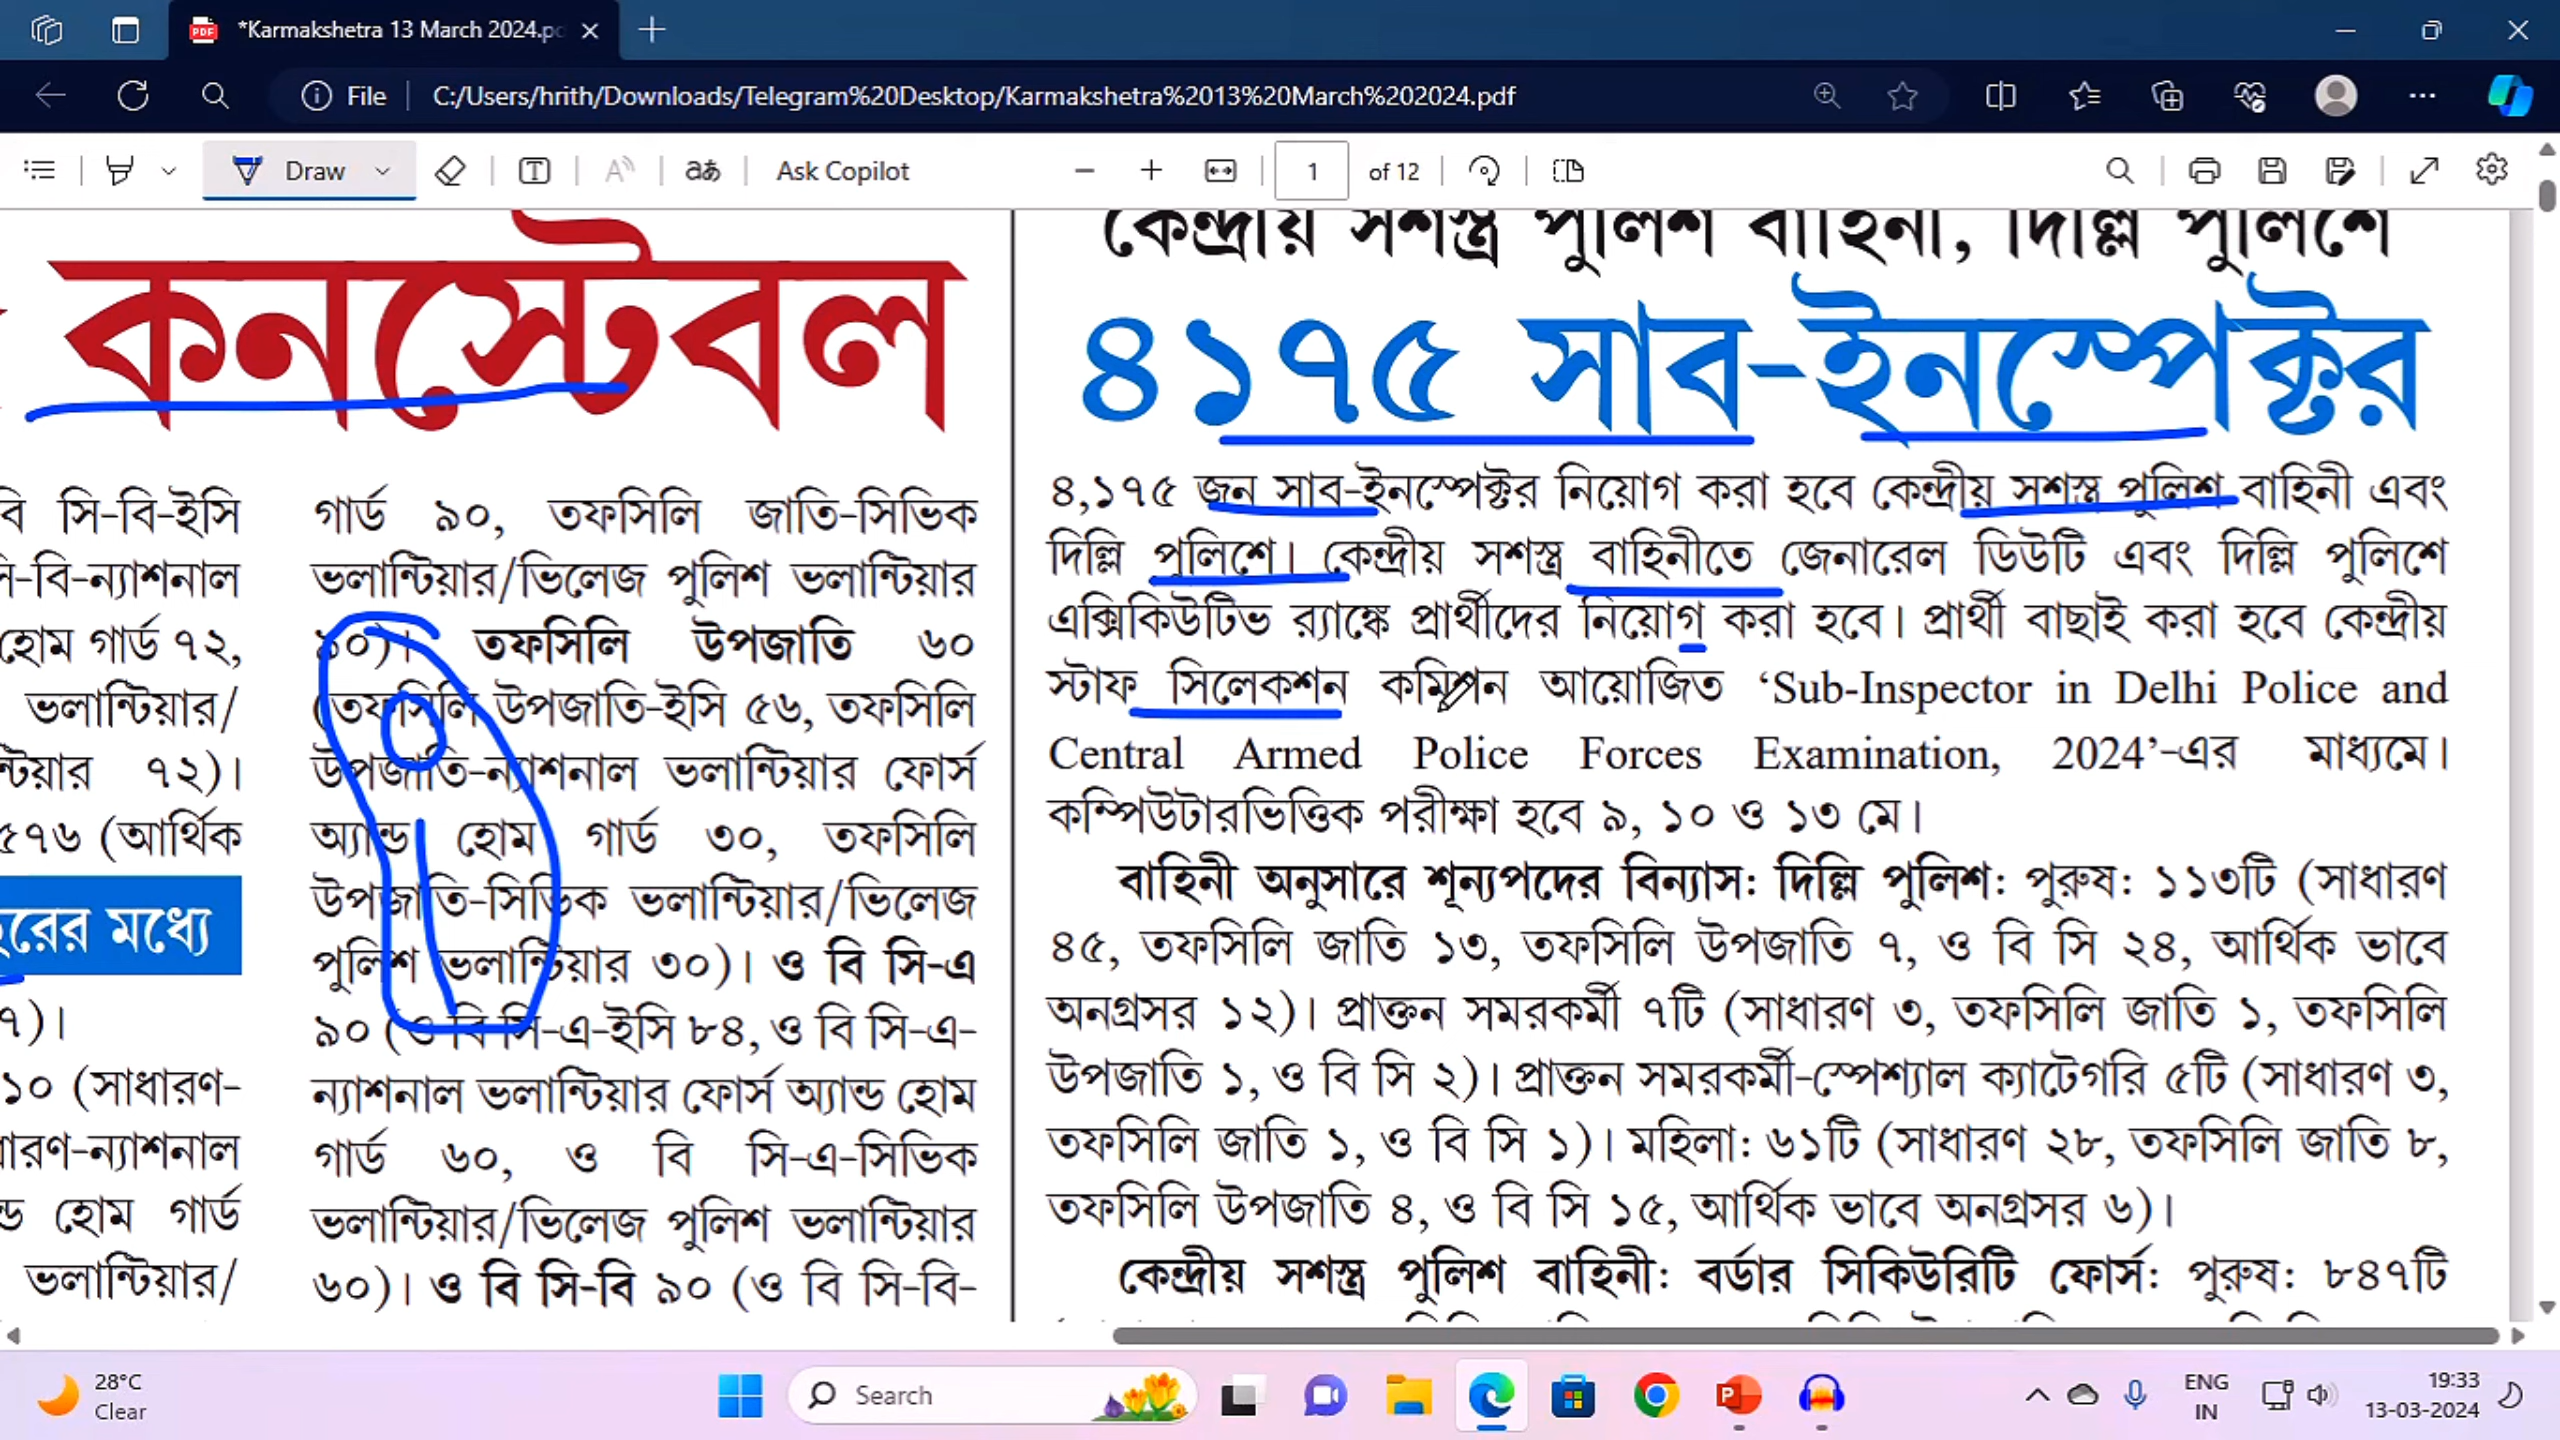 *Karmakshetra 13 March 2024.p
File C:/Users/hrith/Downloads/Telegram%20Desktop/Karmakshetra%2013%20March%202024.pdf
Draw
Ask Copilot
1 of 12
কনস্টেবল
বি সি-বি-ইসি
সি-বি-ন্যাশনাল
হোম গার্ড ৭২,
ভলান্টিয়ার/
ন্টিয়ার ৭২)।
৫৭৬ (আর্থিক
মধ্যে
৭)।
১০ (সাধারণ-
ধারণ-ন্যাশনাল
ন্ড হোম গার্ড
ভলান্টিয়ার/
গার্ড ৯০, তফসিলি জাতি-সিভিক
ভলান্টিয়ার/ভিলেজ পুলিশ ভলান্টিয়ার
৯০)। তফসিলি উপজাতি ৬০
(তফসিলি উপজাতি-ইসি ৫৬, তফসিলি
উপজাতি-ন্যাশনাল ভলান্টিয়ার ফোর্স
অ্যান্ড হোম গার্ড ৩০, তফসিলি
উপজাতি-সিভিক ভলান্টিয়ার/ভিলেজ
পুলিশ ভলান্টিয়ার ৩০)। ও বি সি-এ
৯০ (ও বি সি-এ-ইসি ৮৪, ও বি সি-এ-
ন্যাশনাল ভলান্টিয়ার ফোর্স অ্যান্ড হোম
গার্ড ৬০, ও বি সি-এ-সিভিক
ভলান্টিয়ার/ভিলেজ পুলিশ ভলান্টিয়ার
৬০)। ও বি সি-বি ৯০ (ও বি সি-বি-
কেন্দ্রীয় সশস্ত্র পুলিশ বাহিনী, দিল্লি পুলিশে
৪১৭৫ সাব-ইনস্পেক্টর
৪,১৭৫ জন সাব-ইনস্পেক্টর নিয়োগ করা হবে কেন্দ্রীয় সশস্ত্র পুলিশ বাহিনী এবং
দিল্লি পুলিশে। কেন্দ্রীয় সশস্ত্র বাহিনীতে জেনারেল ডিউটি এবং দিল্লি পুলিশে
এক্সিকিউটিভ র‍্যাঙ্কে প্রার্থীদের নিয়োগ করা হবে। প্রার্থী বাছাই করা হবে কেন্দ্রীয়
স্টাফ সিলেকশন কমিশন আয়োজিত ‘Sub-Inspector in Delhi Police and
Central Armed Police Forces Examination, 2024’-এর মাধ্যমে।
কম্পিউটারভিত্তিক পরীক্ষা হবে ৯, ১০ ও ১৩ মে।
বাহিনী অনুসারে শূন্যপদের বিন্যাস: দিল্লি পুলিশ: পুরুষ: ১১৩টি (সাধারণ
৪৫, তফসিলি জাতি ১৩, তফসিলি উপজাতি ৭, ও বি সি ২৪, আর্থিক ভাবে
অনগ্রসর ১২)। প্রাক্তন সমরকর্মী ৭টি (সাধারণ ৩, তফসিলি জাতি ১, তফসিলি
উপজাতি ১, ও বি সি ২)। প্রাক্তন সমরকর্মী-স্পেশ্যাল ক্যাটেগরি ৫টি (সাধারণ ৩,
তফসিলি জাতি ১, ও বি সি ১)। মহিলা: ৬১টি (সাধারণ ২৮, তফসিলি জাতি ৮,
তফসিলি উপজাতি ৪, ও বি সি ১৫, আর্থিক ভাবে অনগ্রসর ৬)।
কেন্দ্রীয় সশস্ত্র পুলিশ বাহিনী: বর্ডার সিকিউরিটি ফোর্স: পুরুষ: ৮৪৭টি
28°C
Clear
Search
ENG
IN
19:33
13-03-2024